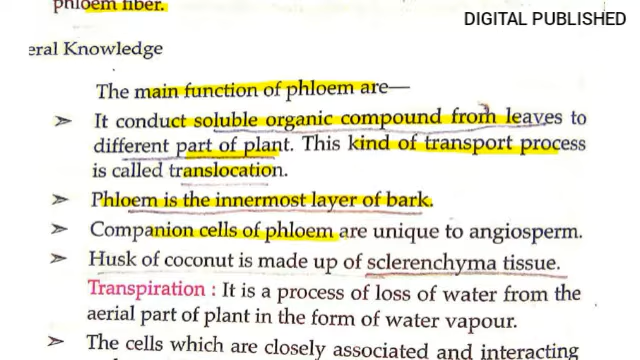 phloem fiber.
DIGITAL PUBLISHED
eral Knowledge
The main function of phloem are—
➢ It conduct soluble organic compound from leaves to
different part of plant. This kind of transport process
is called translocation.
➢ Phloem is the innermost layer of bark.
➢ Companion cells of phloem are unique to angiosperm.
➢ Husk of coconut is made up of sclerenchyma tissue.
Transpiration : It is a process of loss of water from the
aerial part of plant in the form of water vapour.
➢ The cells which are closely associated and interacting